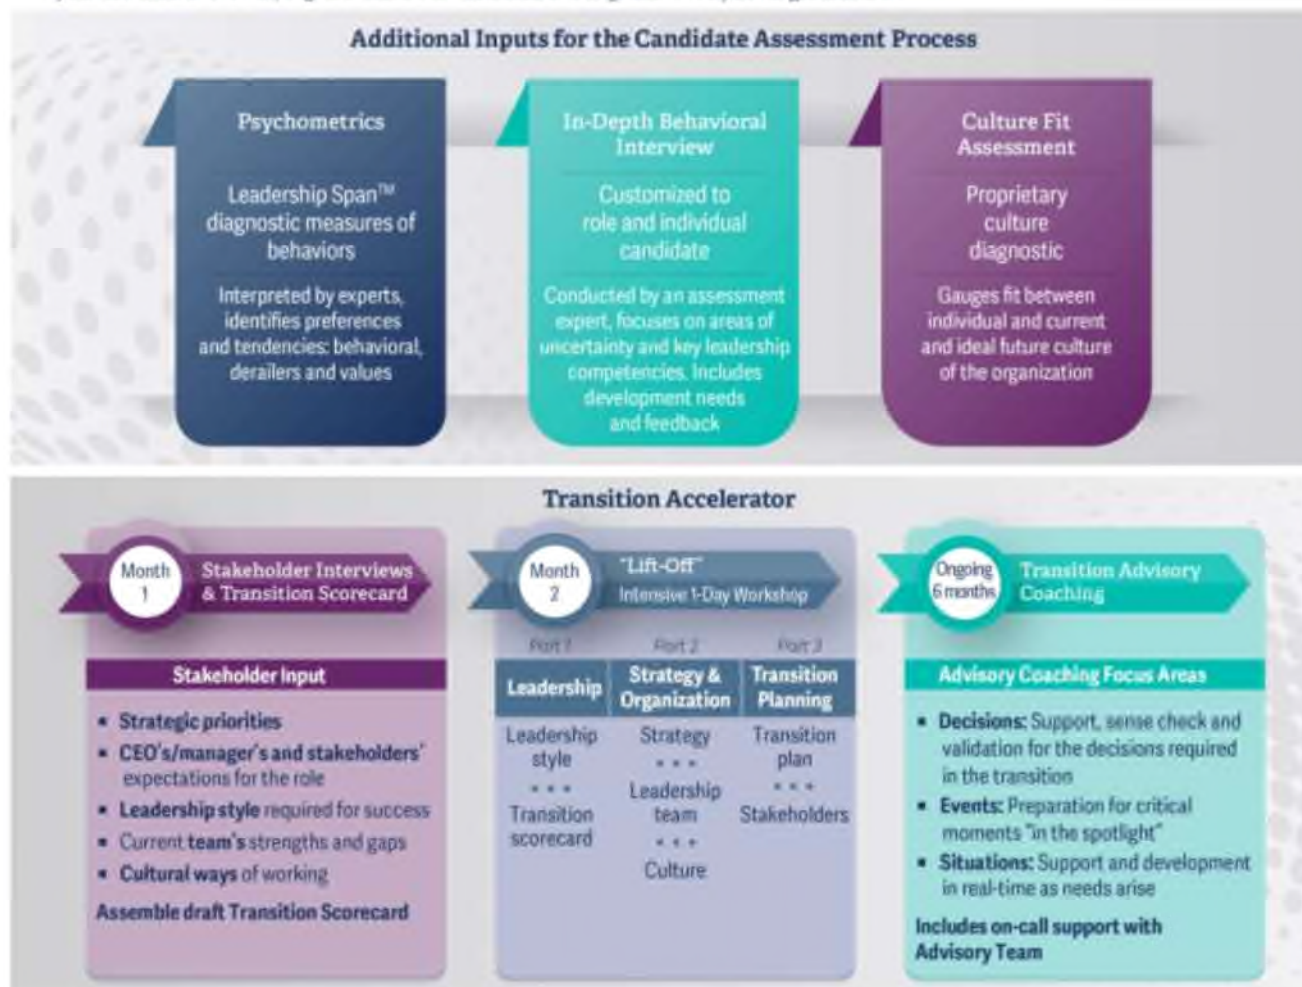 Additional Inputs for the Candidate Assessment Process
Psychometrics
Leadership Span™
diagnostic measures of
behaviors
Interpreted by experts,
identifies preferences
and tendencies: behavioral,
derailers and values
In-Depth Behavioral
Interview
Customized to
role and individual
candidate
Conducted by an assessment
expert, focuses on areas of
uncertainty and key leadership
competencies. Includes
development needs
and feedback
Culture Fit
Assessment
Proprietary
culture
diagnostic
Gauges fit between
individual and current
and ideal future culture
of the organization
Transition Accelerator
Month
1
Stakeholder Interviews
& Transition Scorecard
Stakeholder Input
▪ Strategic priorities
▪ CEO's/manager's and stakeholders'
expectations for the role
▪ Leadership style required for success
▪ Current team's strengths and gaps
▪ Cultural ways of working
Assemble draft Transition Scorecard
Month
2
"Lift-Off"
Intensive 1-Day Workshop
Part 1
Leadership
Leadership
style
Transition
scorecard
Part 2
Strategy &
Organization
Strategy
Leadership
team
Culture
Part 3
Transition
Planning
Transition
plan
Stakeholders
Ongoing
6 months
Transition Advisory
Coaching
Advisory Coaching Focus Areas
▪ Decisions: Support, sense check and
validation for the decisions required
in the transition
▪ Events: Preparation for critical
moments "in the spotlight"
▪ Situations: Support and development
in real-time as needs arise
Includes on-call support with
Advisory Team